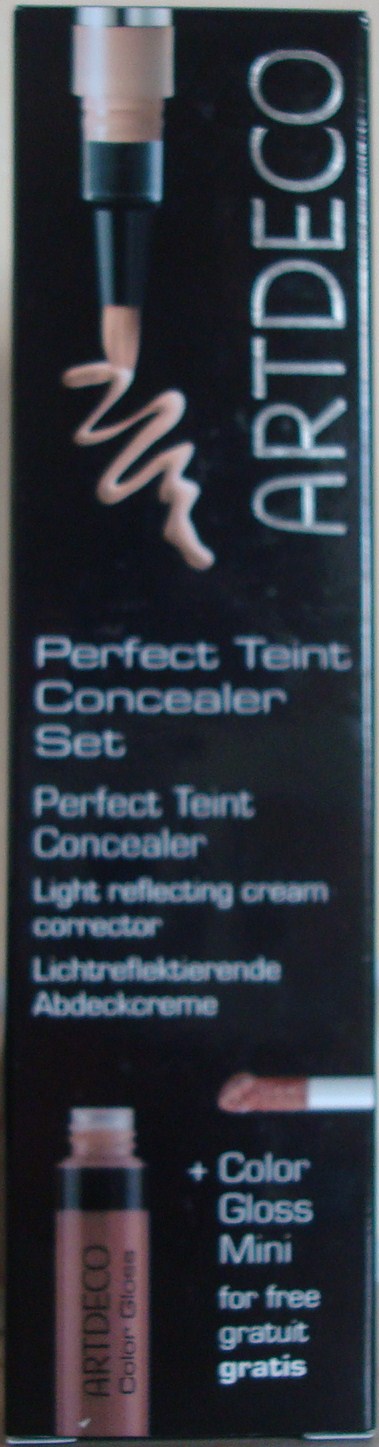 ARTDECO
Perfect Teint
Concealer
Set
Perfect Teint
Concealer
Light reflecting cream
corrector
Lichtreflektierende
Abdeckcreme
+ Color
Gloss
Mini
for free
gratuit
gratis
ARTDECO
Color Gloss